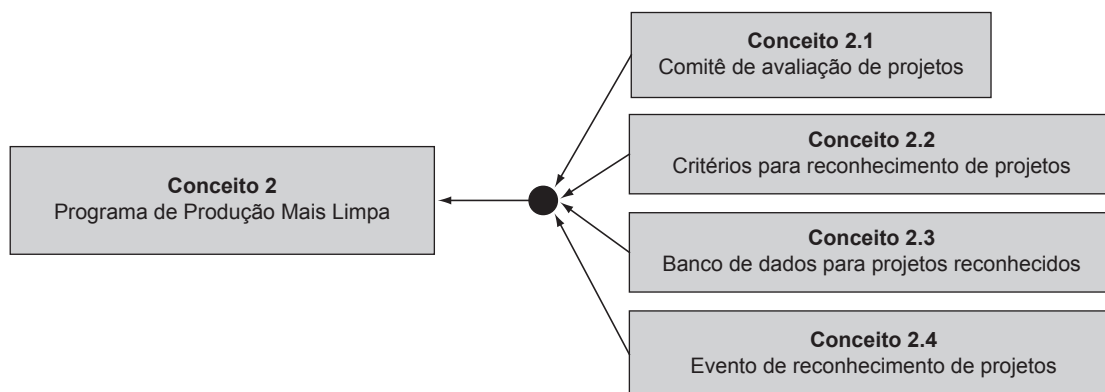 Conceito 2.1
Comitê de avaliação de projetos
Conceito 2.2
Critérios para reconhecimento de projetos
Conceito 2
Programa de Produção Mais Limpa
Conceito 2.3
Banco de dados para projetos reconhecidos
Conceito 2.4
Evento de reconhecimento de projetos